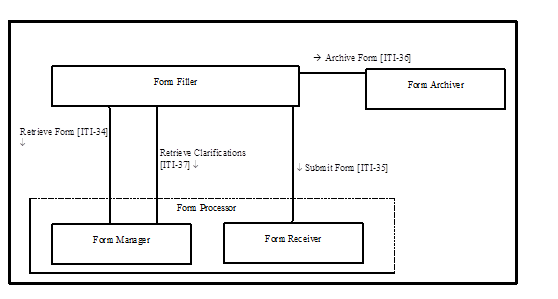 → Archive Form [ITI-36]
Form Filler
Form Archiver
Retrieve Form [ITI-34]
↓
Retrieve Clarifications
[ITI-37] ↓
↓ Submit Form [ITI-35]
Form Processor
Form Manager
Form Receiver